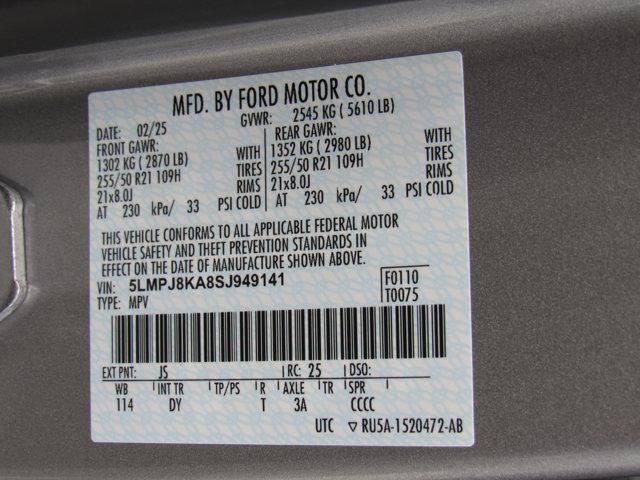 MFD. BY FORD MOTOR CO.
DATE: 02/25 GVWR: 2545 KG ( 5610 LB)
FRONT GAWR: REAR GAWR:
1302 KG ( 2870 LB) WITH 1352 KG ( 2980 LB) WITH
255/50 R21 109H TIRES 255/50 R21 109H TIRES
21x8.0J RIMS 21x8.0J RIMS
AT 230 kPa/ 33 PSI COLD AT 230 kPa/ 33 PSI COLD
THIS VEHICLE CONFORMS TO ALL APPLICABLE FEDERAL MOTOR
VEHICLE SAFETY AND THEFT PREVENTION STANDARDS IN
EFFECT ON THE DATE OF MANUFACTURE SHOWN ABOVE.
VIN: 5LMPJ8KA8SJ949141 F0110
TYPE: MPV T0075
EXT PNT: JS RC: 25 DSO:
WB INT TR TP/PS R AXLE TR SPR
114 DY T 3A CCCC
UTC ▽ RU5A-1520472-AB